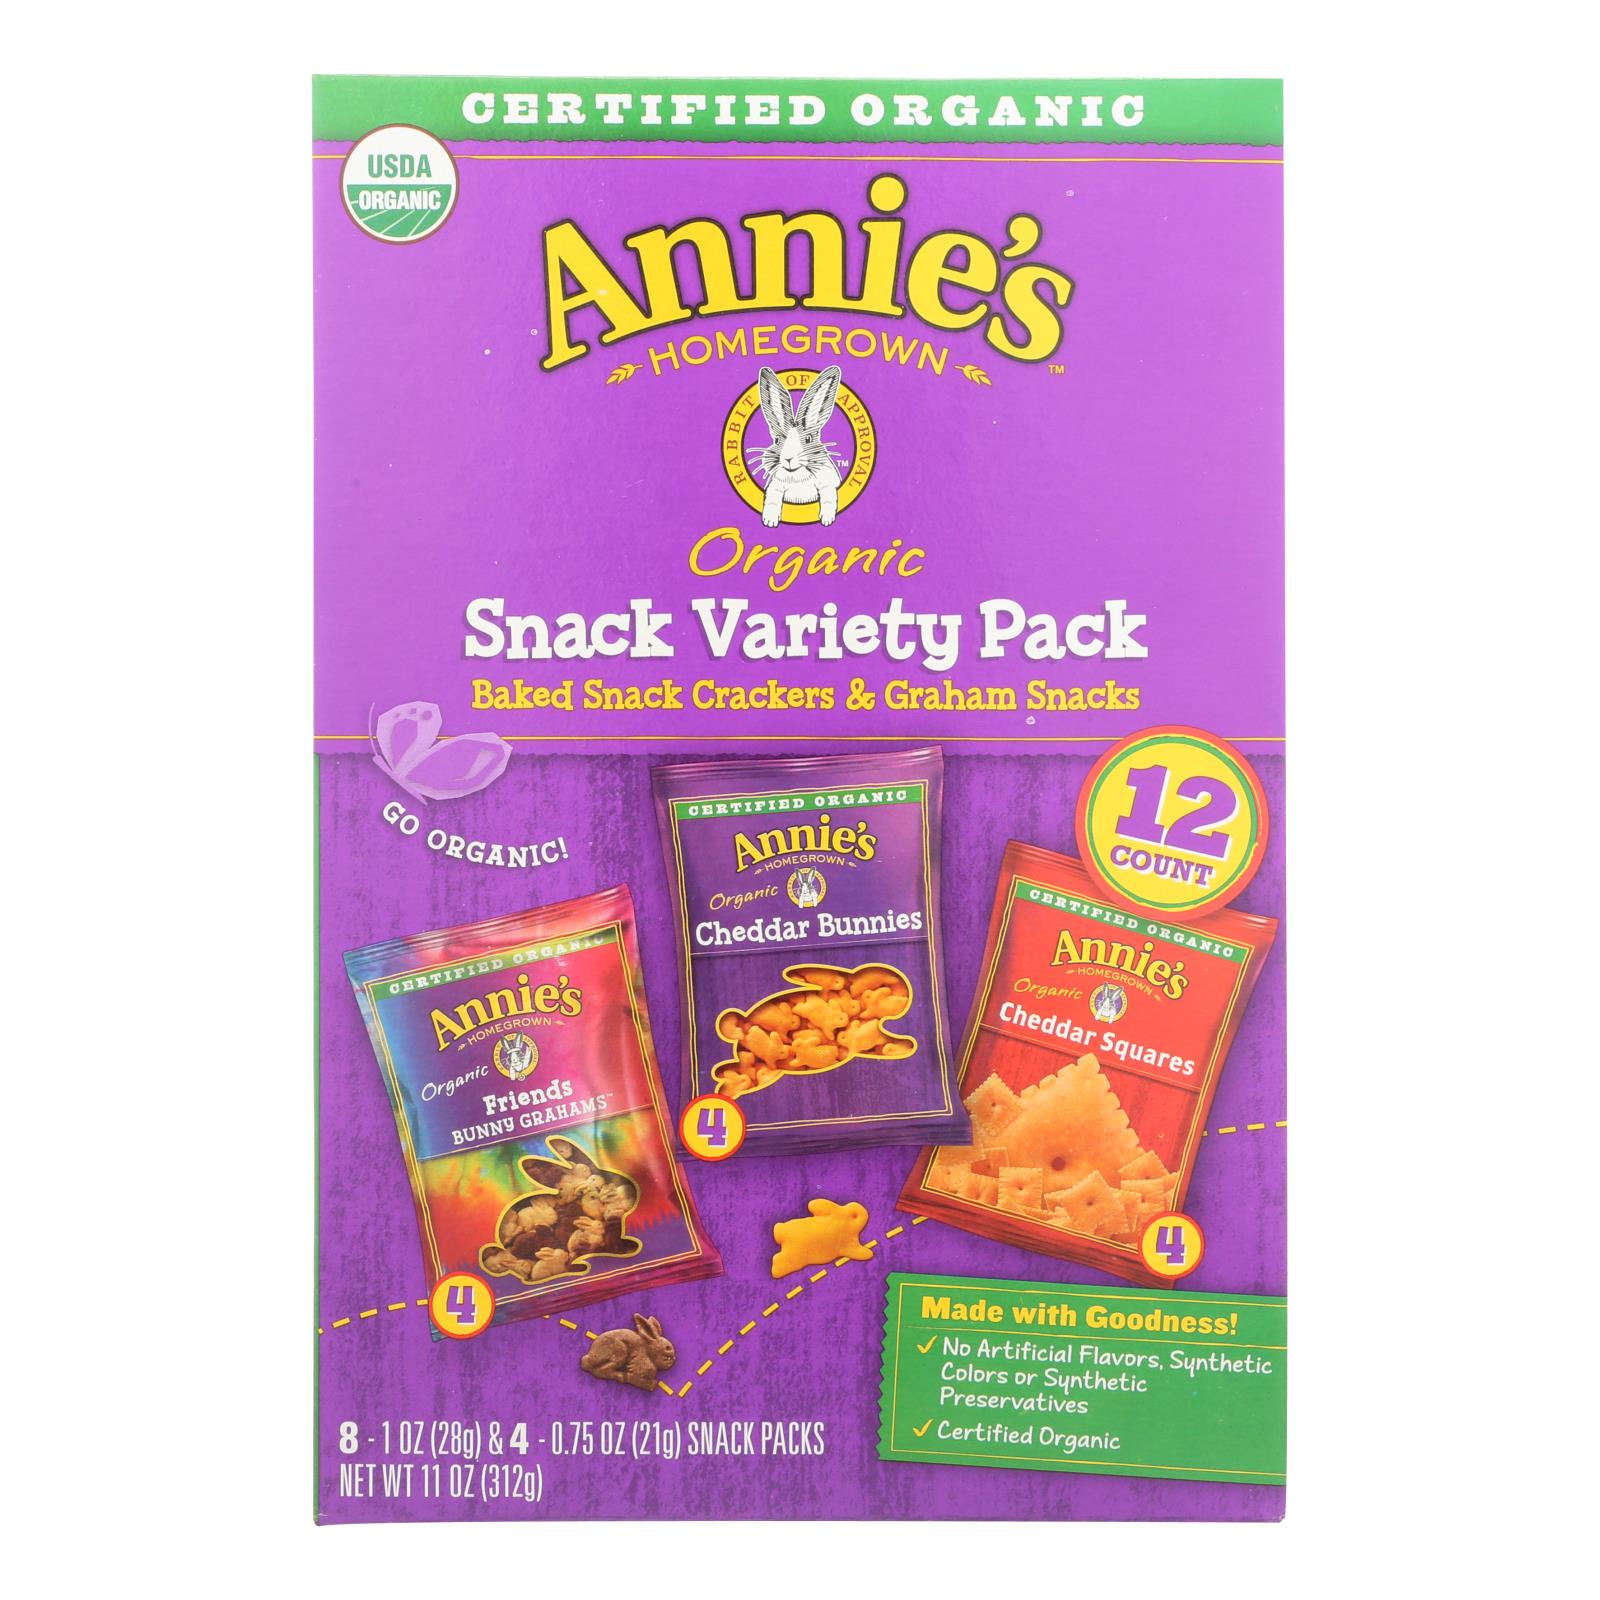 CERTIFIED ORGANIC
USDA
ORGANIC
Annie's
HOMEGROWN
TM
RABBIT OF APPROVAL
TM
Organic
Snack Variety Pack
Baked Snack Crackers & Graham Snacks
GO ORGANIC!
12
COUNT
CERTIFIED ORGANIC
Annie's
HOMEGROWN
Organic
Cheddar Bunnies
4
CERTIFIED ORGANIC
Annie's
HOMEGROWN
Organic
Friends
BUNNY GRAHAMS™
4
CERTIFIED ORGANIC
Annie's
HOMEGROWN
Organic
Cheddar Squares
4
Made with Goodness!
✓ No Artificial Flavors, Synthetic
Colors or Synthetic
Preservatives
✓ Certified Organic
8 - 1 OZ (28g) & 4 - 0.75 OZ (21g) SNACK PACKS
NET WT 11 OZ (312g)